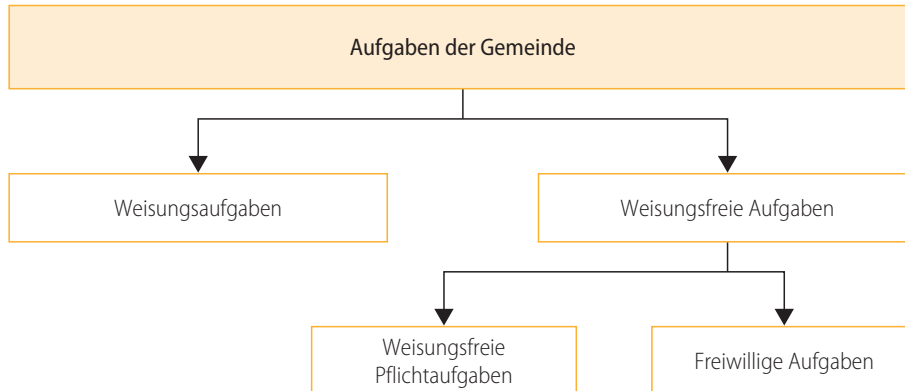 Aufgaben der Gemeinde
Weisungsaufgaben
Weisungsfreie Aufgaben
Weisungsfreie
Pflichtaufgaben
Freiwillige Aufgaben